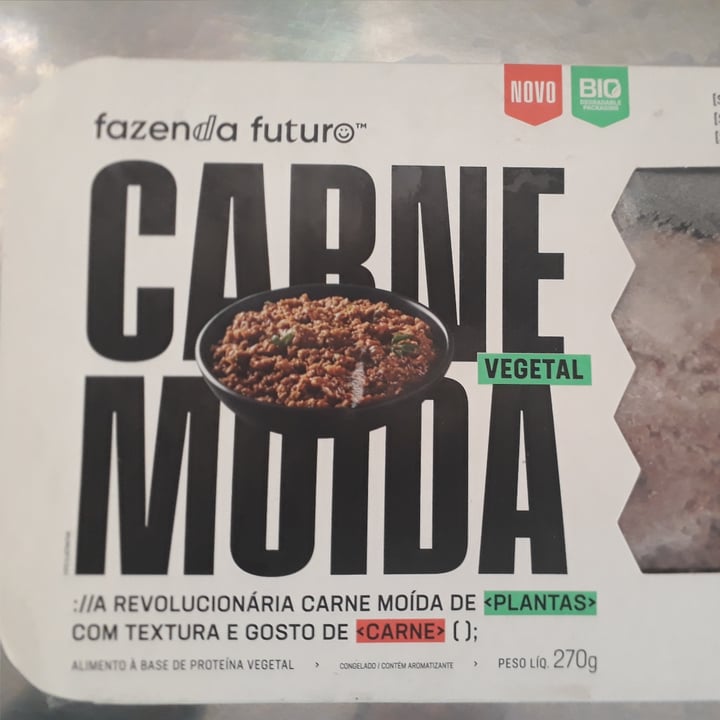 NOVO
BIO
DEGRADABLE
PACKAGING
fazenda futuro™
CARNE
VEGETAL
MOÍDA
://A REVOLUCIONÁRIA CARNE MOÍDA DE <PLANTAS>
COM TEXTURA E GOSTO DE <CARNE> ();
ALIMENTO À BASE DE PROTEÍNA VEGETAL > CONGELADO / CONTÉM AROMATIZANTE > PESO LÍQ. 270g